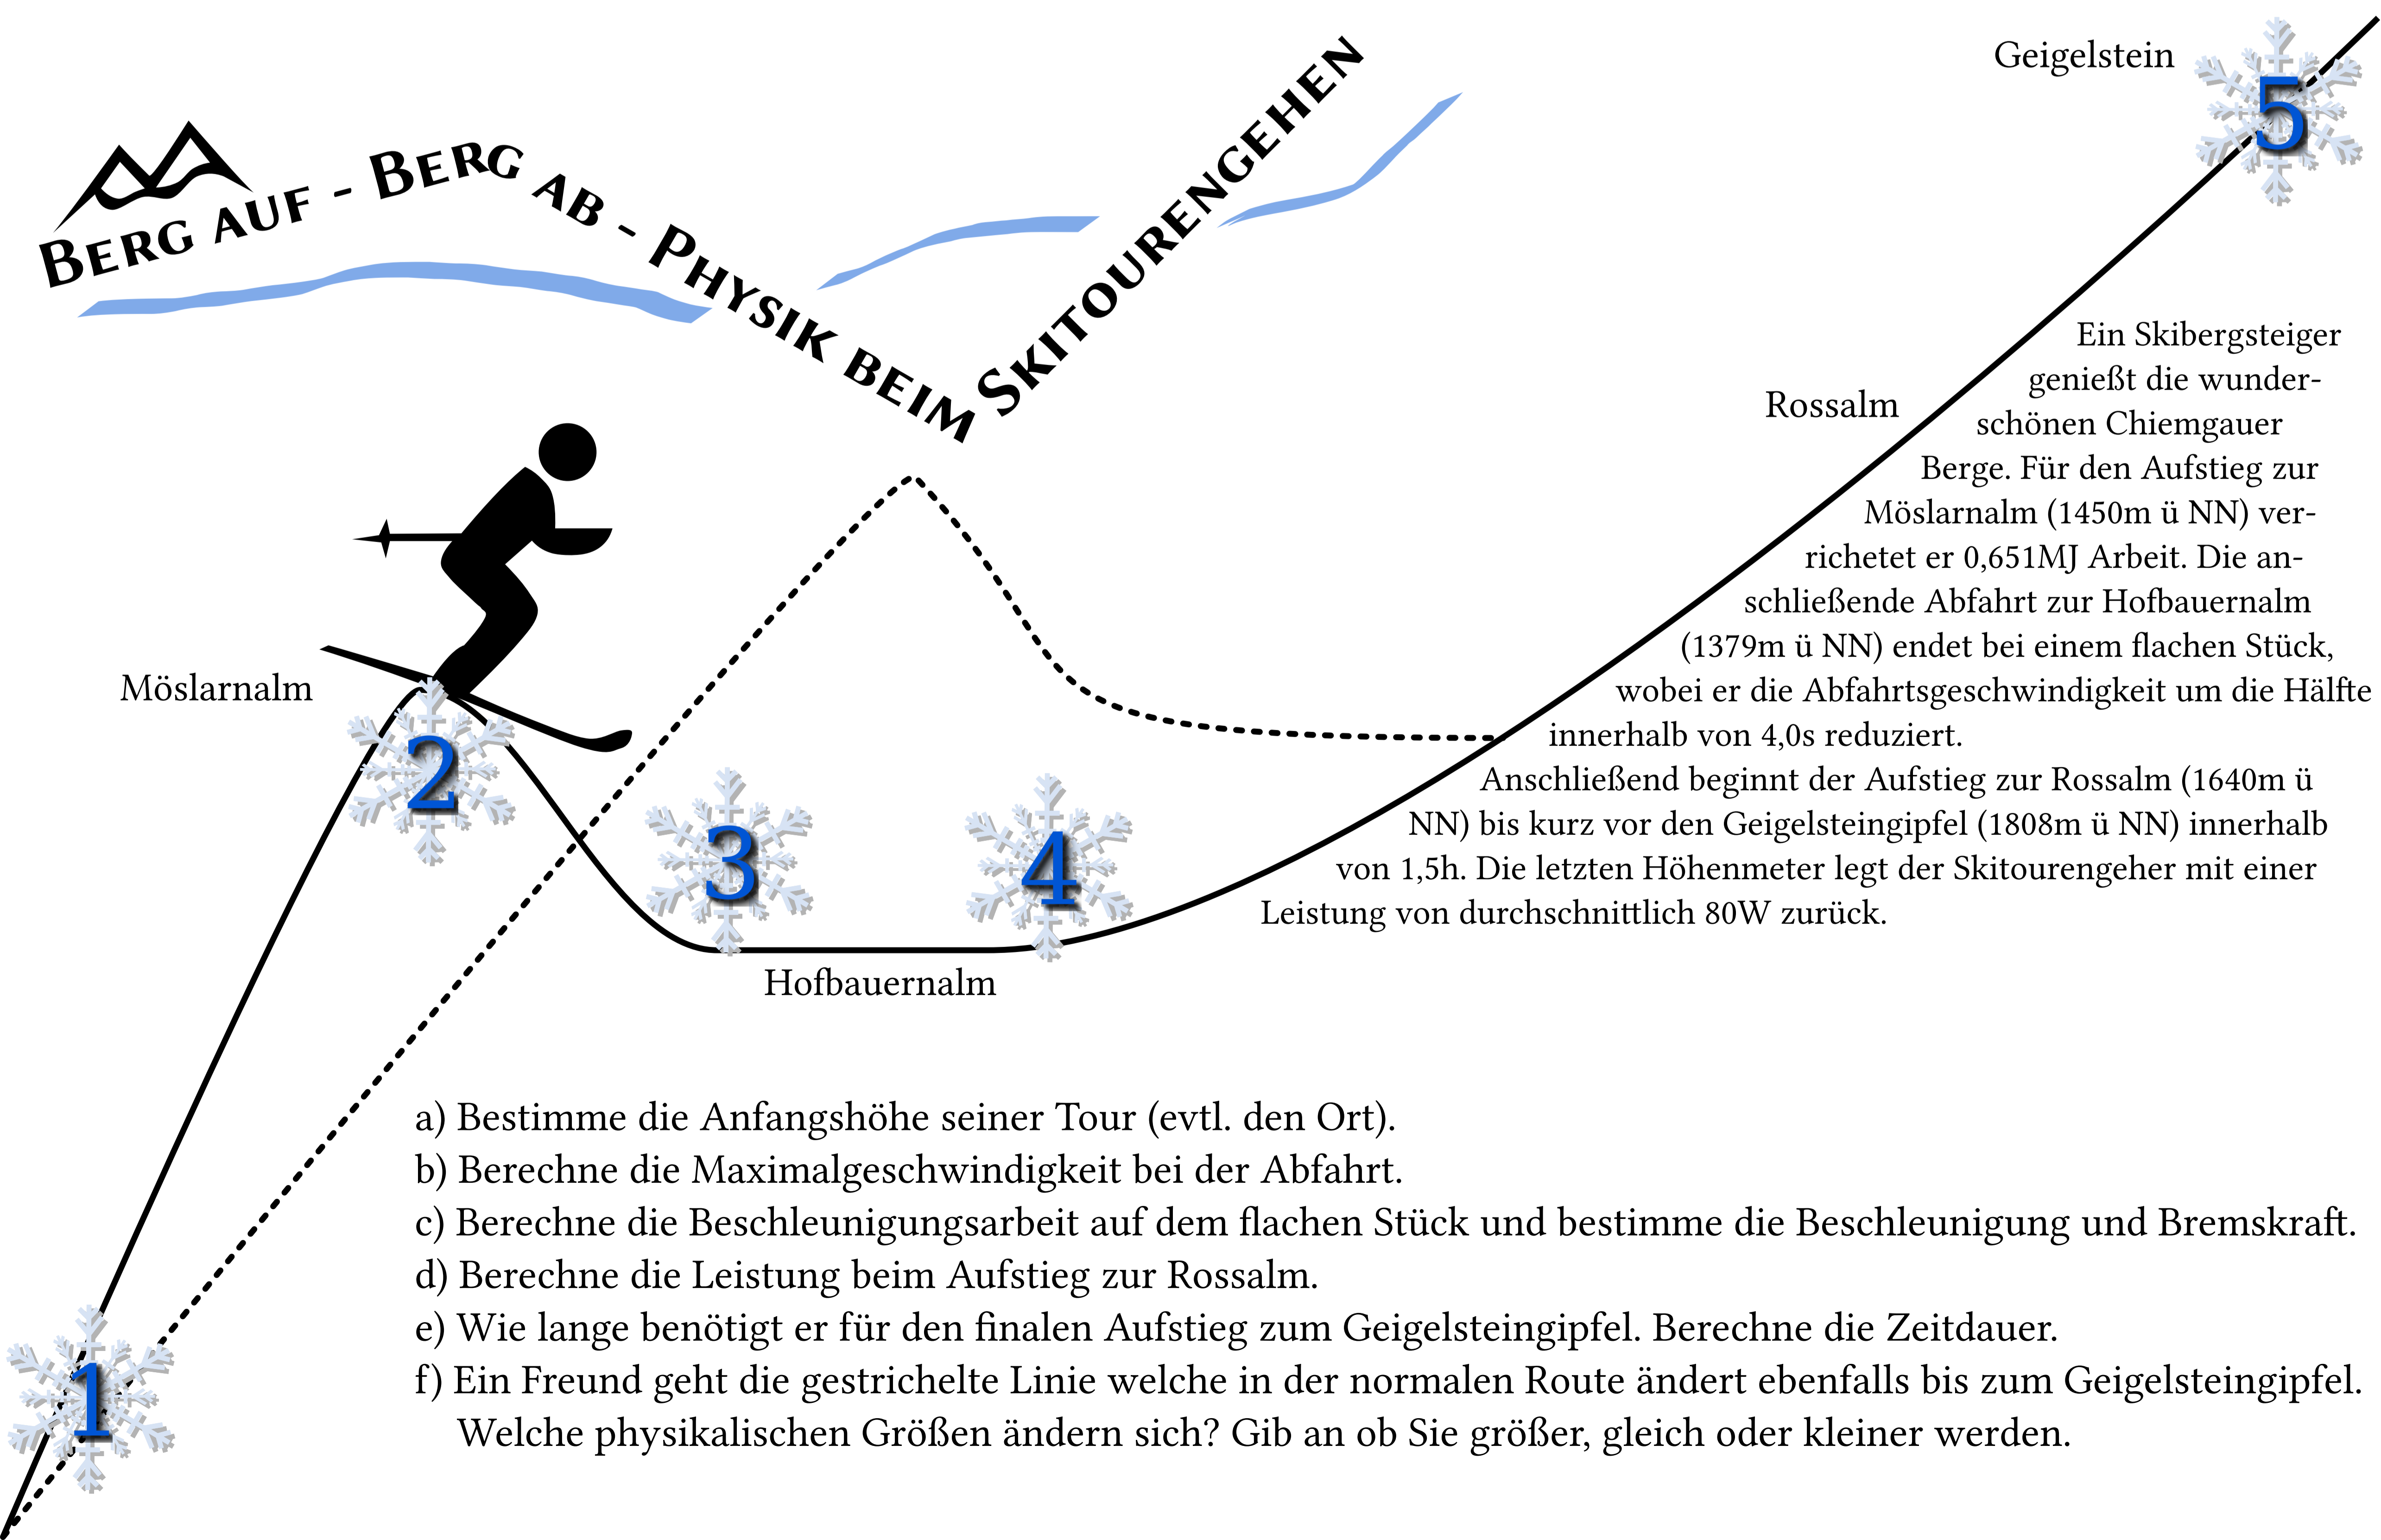 Berg auf - Berg ab - Physik beim Skitourengehen
Geigelstein
5
Rossalm
Ein Skibergsteiger
genießt die wunder-
schönen Chiemgauer
Berge. Für den Aufstieg zur
Möslarnalm (1450m ü NN) ver-
richetet er 0,651MJ Arbeit. Die an-
schließende Abfahrt zur Hofbauernalm
(1379m ü NN) endet bei einem flachen Stück,
wobei er die Abfahrtsgeschwindigkeit um die Hälfte
innerhalb von 4,0s reduziert.
Anschließend beginnt der Aufstieg zur Rossalm (1640m ü
NN) bis kurz vor den Geigelsteingipfel (1808m ü NN) innerhalb
von 1,5h. Die letzten Höhenmeter legt der Skitourengeher mit einer
Leistung von durchschnittlich 80W zurück.
Möslarnalm
2
3
4
Hofbauernalm
1
a) Bestimme die Anfangshöhe seiner Tour (evtl. den Ort).
b) Berechne die Maximalgeschwindigkeit bei der Abfahrt.
c) Berechne die Beschleunigungsarbeit auf dem flachen Stück und bestimme die Beschleunigung und Bremskraft.
d) Berechne die Leistung beim Aufstieg zur Rossalm.
e) Wie lange benötigt er für den finalen Aufstieg zum Geigelsteingipfel. Berechne die Zeitdauer.
f) Ein Freund geht die gestrichelte Linie welche in der normalen Route ändert ebenfalls bis zum Geigelsteingipfel.
Welche physikalischen Größen ändern sich? Gib an ob Sie größer, gleich oder kleiner werden.